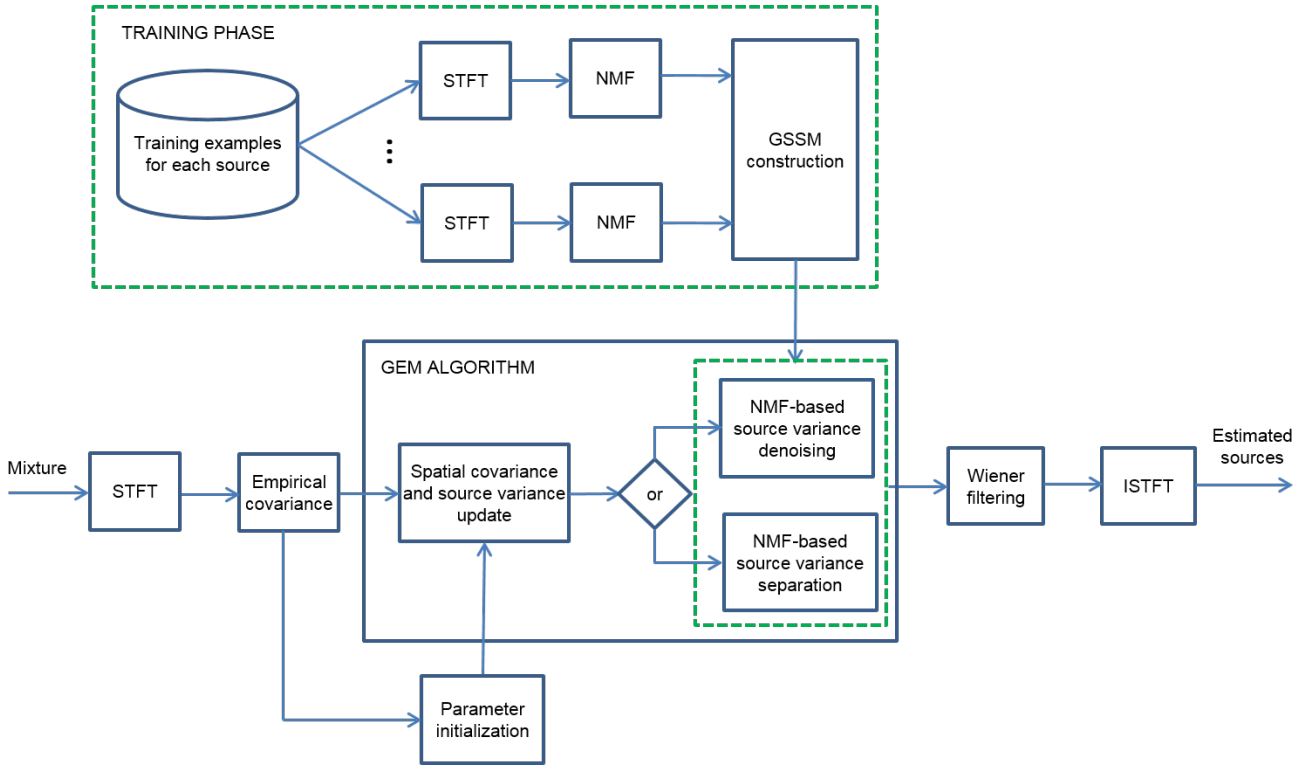 TRAINING PHASE
Training examples
for each source
STFT
NMF
...
STFT
NMF
GSSM
construction
GEM ALGORITHM
Mixture
STFT
Empirical
covariance
Spatial covariance
and source variance
update
or
NMF-based
source variance
denoising
NMF-based
source variance
separation
Parameter
initialization
Wiener
filtering
ISTFT
Estimated
sources